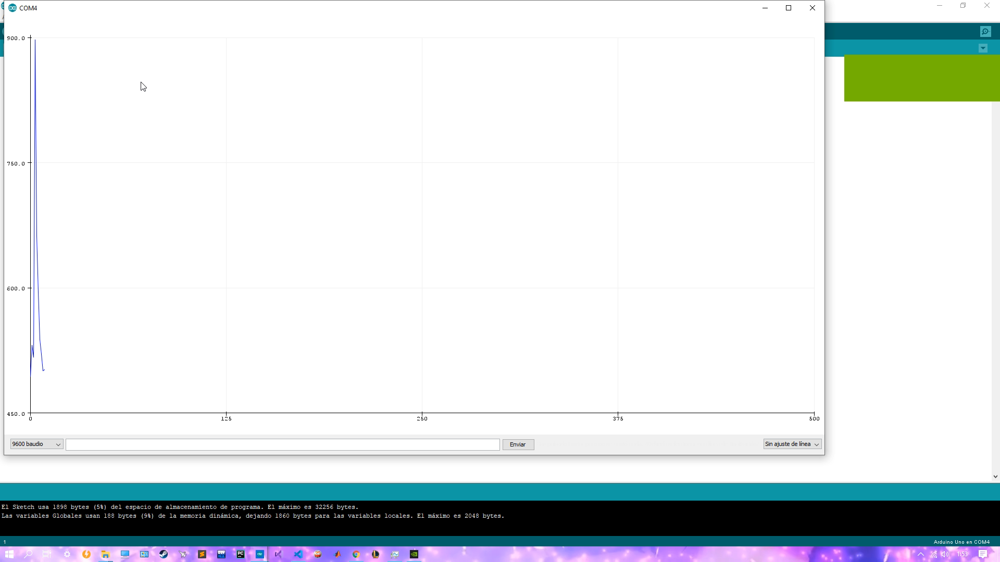 COM4
900.0
750.0
600.0
450.0
0 125 250 375 500
9600 baudio Enviar Sin ajuste de línea
El Sketch usa 1898 bytes (5%) del espacio de almacenamiento de programa. El máximo es 32256 bytes.
Las variables Globales usan 188 bytes (9%) de la memoria dinámica, dejando 1860 bytes para las variables locales. El máximo es 2048 bytes.
1 Arduino Uno en COM4
DEV PC 1:53